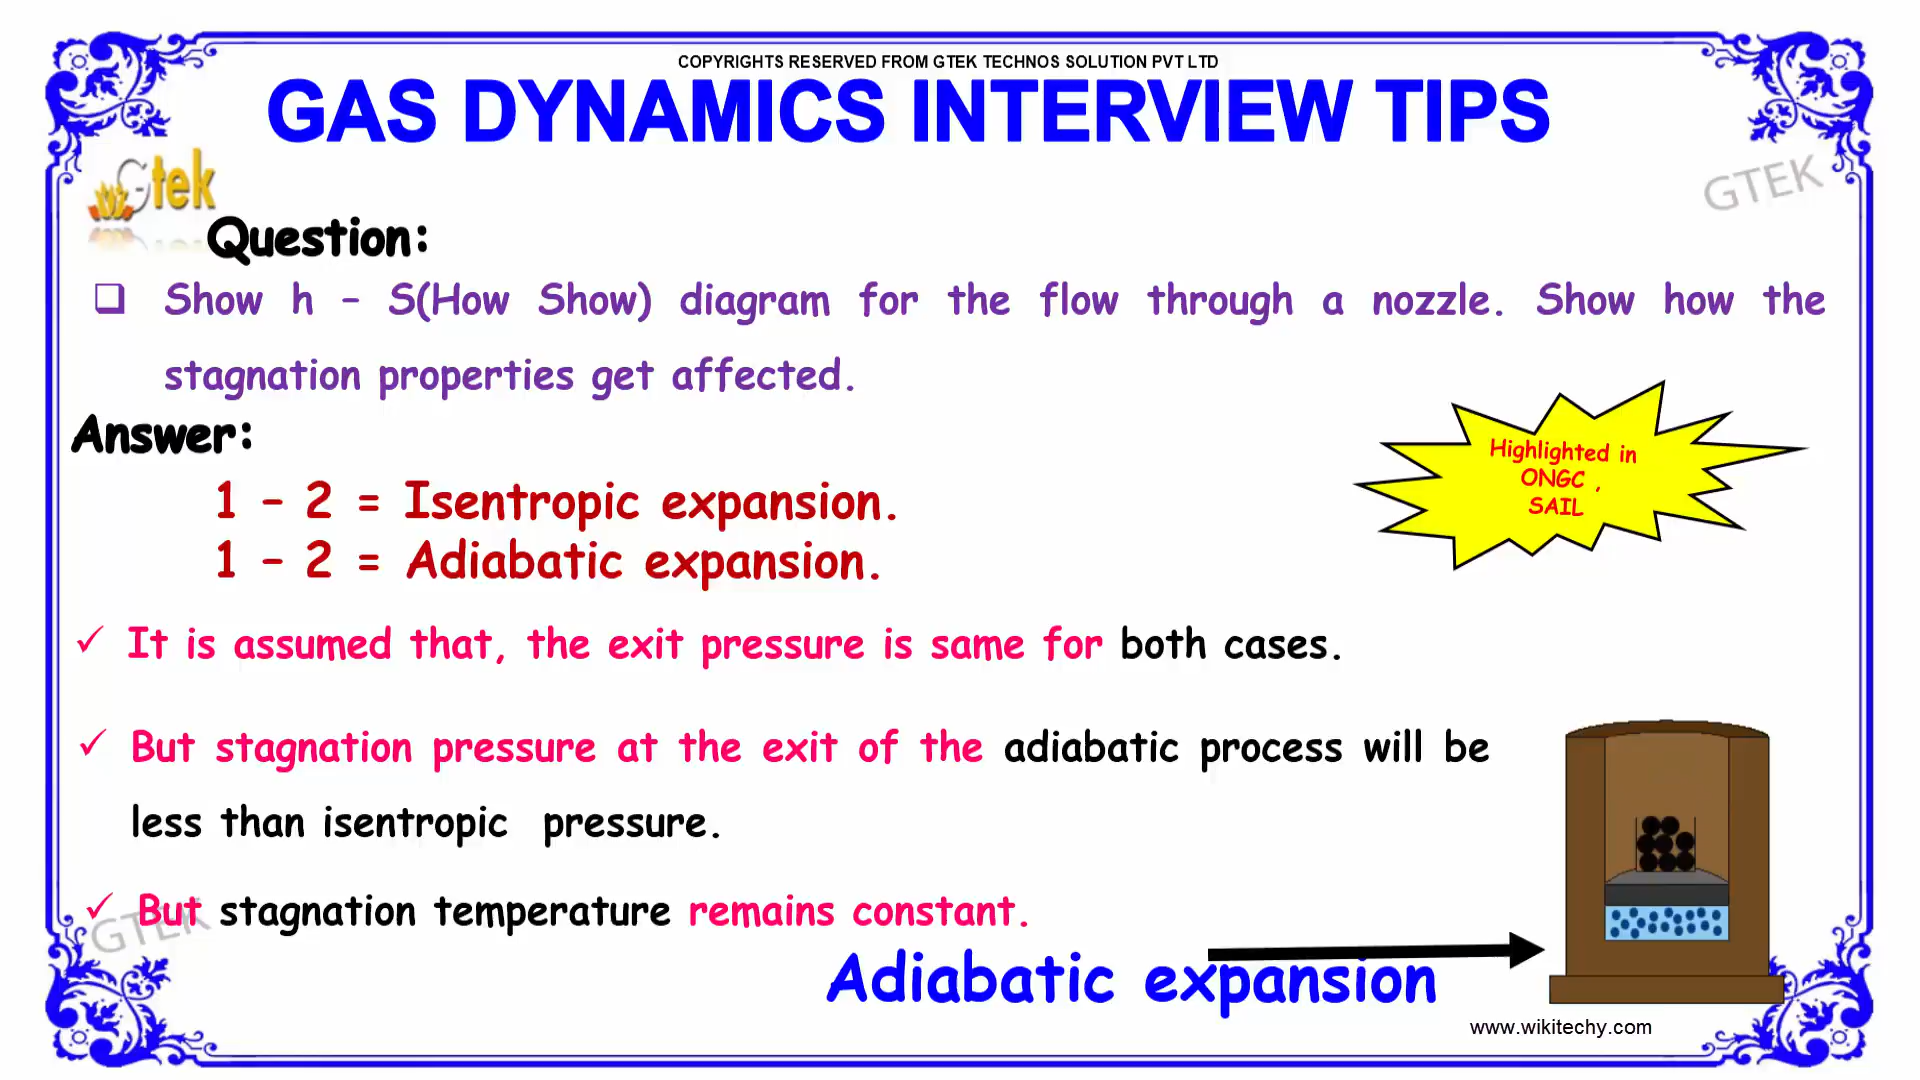 COPYRIGHTS RESERVED FROM GTEK TECHNOS SOLUTION PVT LTD
GAS DYNAMICS INTERVIEW TIPS
Gtek
GTEK
Question:
Show h – S(How Show) diagram for the flow through a nozzle. Show how the
stagnation properties get affected.
Answer:
Highlighted in
ONGC ,
SAIL
1 – 2 = Isentropic expansion.
1 – 2 = Adiabatic expansion.
It is assumed that, the exit pressure is same for both cases.
But stagnation pressure at the exit of the adiabatic process will be
less than isentropic pressure.
But stagnation temperature remains constant.
GTEK
Adiabatic expansion
www.wikitechy.com